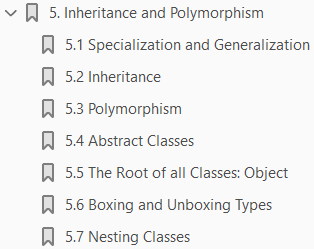 5. Inheritance and Polymorphism
5.1 Specialization and Generalization
5.2 Inheritance
5.3 Polymorphism
5.4 Abstract Classes
5.5 The Root of all Classes: Object
5.6 Boxing and Unboxing Types
5.7 Nesting Classes